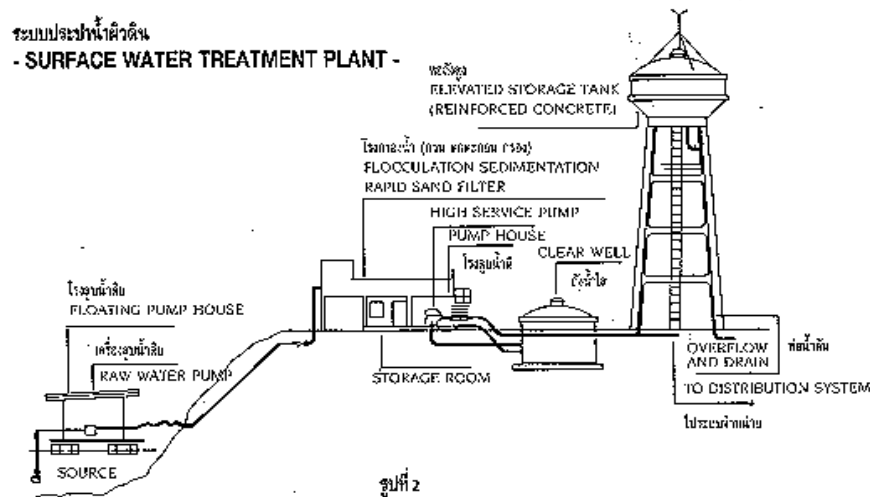 ระบบประปาน้ำผิวดิน
- SURFACE WATER TREATMENT PLANT -
หอถังสูง
ELEVATED STORAGE TANK
(REINFORCED CONCRETE)
โรงกรองน้ำ (กวน ตกตะกอน กรอง)
FLOCCULATION SEDIMENTATION
RAPID SAND FILTER
HIGH SERVICE PUMP
PUMP HOUSE
โรงสูบน้ำดี
CLEAR WELL
ถังน้ำใส
โรงสูบน้ำดิบ
FLOATING PUMP HOUSE
เครื่องสูบน้ำดิบ
RAW WATER PUMP
STORAGE ROOM
OVERFLOW
AND DRAIN
ท่อน้ำล้น
TO DISTRIBUTION SYSTEM
ไประบบจ่ายน้ำ
SOURCE
รูปที่ 2